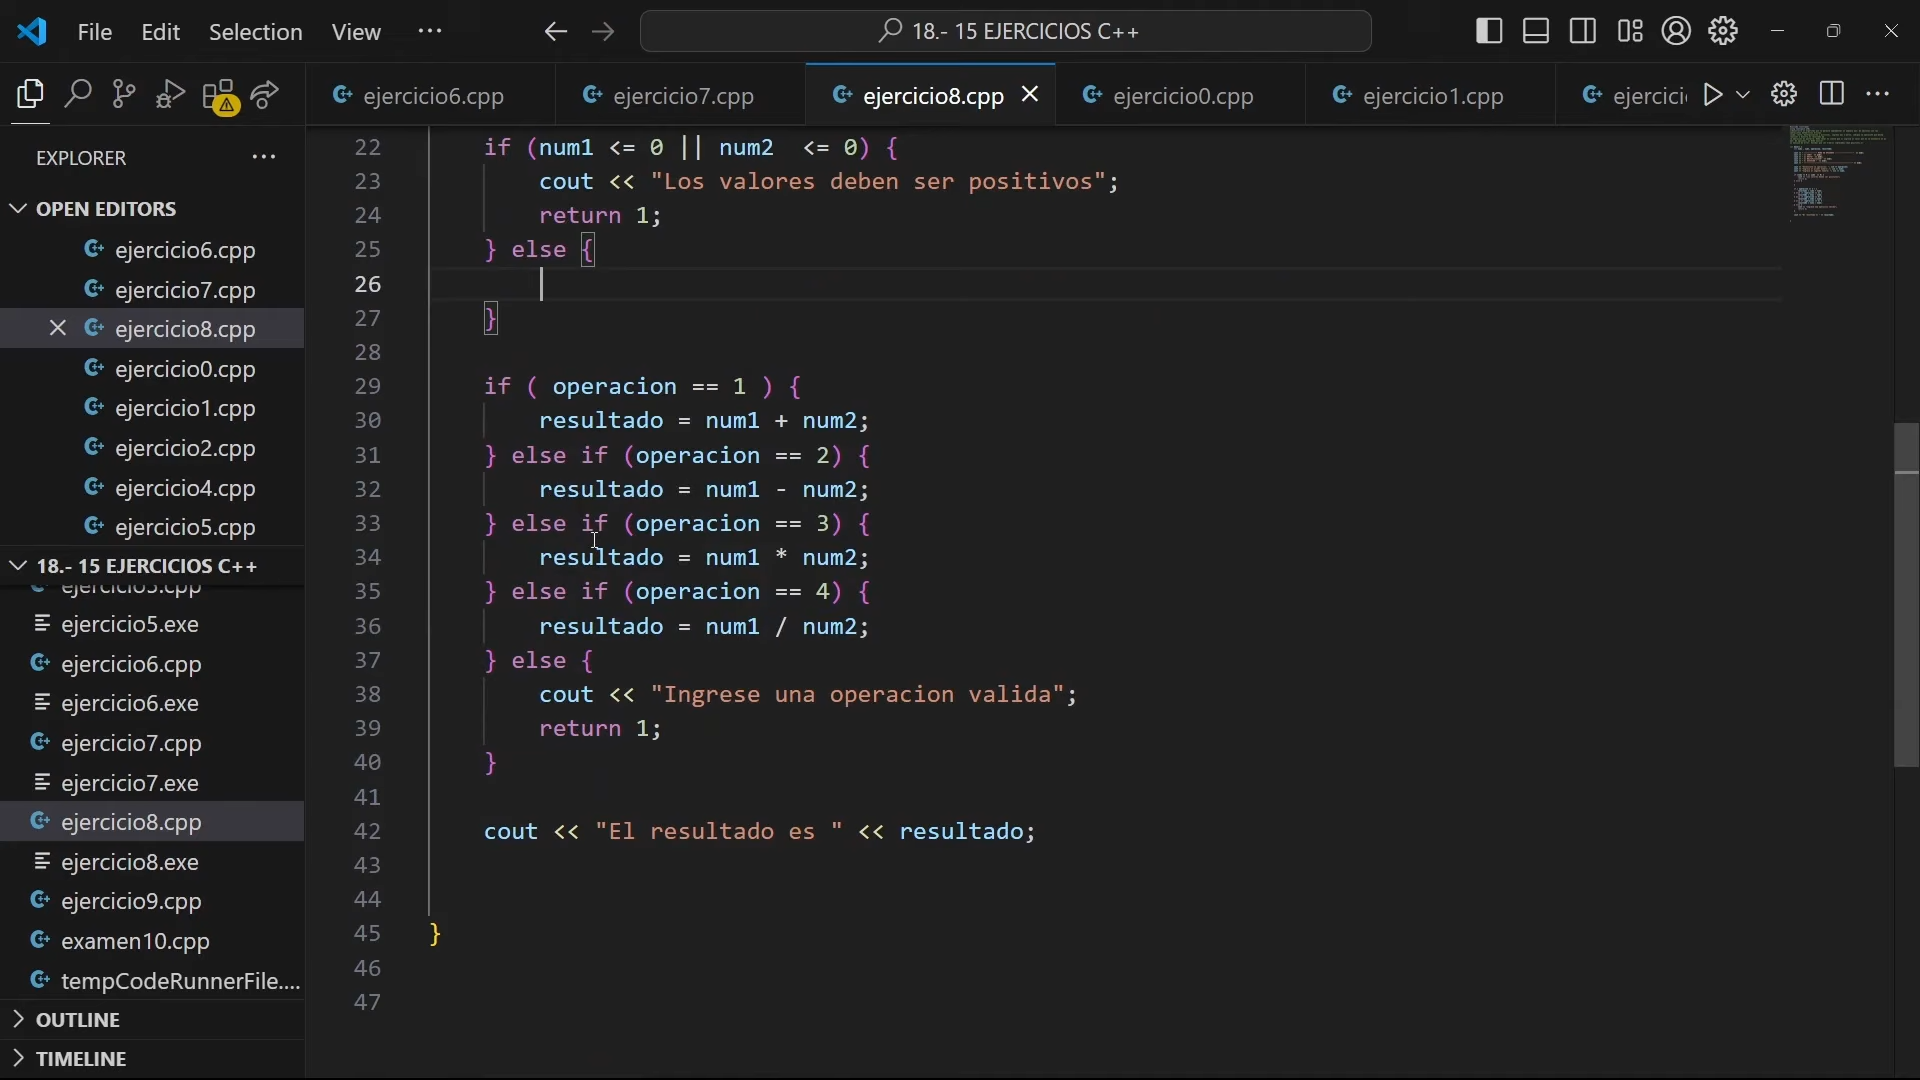 File Edit Selection View ··· 18.- 15 EJERCICIOS C++
ejercicio6.cpp ejercicio7.cpp ejercicio8.cpp ejercicio0.cpp ejercicio1.cpp ejercici
EXPLORER
OPEN EDITORS
ejercicio6.cpp
ejercicio7.cpp
ejercicio8.cpp
ejercicio0.cpp
ejercicio1.cpp
ejercicio2.cpp
ejercicio4.cpp
ejercicio5.cpp
18.- 15 EJERCICIOS C++
ejercicio5.cpp
ejercicio5.exe
ejercicio6.cpp
ejercicio6.exe
ejercicio7.cpp
ejercicio7.exe
ejercicio8.cpp
ejercicio8.exe
ejercicio9.cpp
examen10.cpp
tempCodeRunnerFile....
OUTLINE
TIMELINE
22 if (num1 <= 0 || num2  <= 0) {
23 cout << "Los valores deben ser positivos";
24 return 1;
25 } else {
26
27 }
28
29 if ( operacion == 1 ) {
30 resultado = num1 + num2;
31 } else if (operacion == 2) {
32 resultado = num1 - num2;
33 } else if (operacion == 3) {
34 resultado = num1 * num2;
35 } else if (operacion == 4) {
36 resultado = num1 / num2;
37 } else {
38 cout << "Ingrese una operacion valida";
39 return 1;
40 }
41
42 cout << "El resultado es " << resultado;
43
44
45 }
46
47